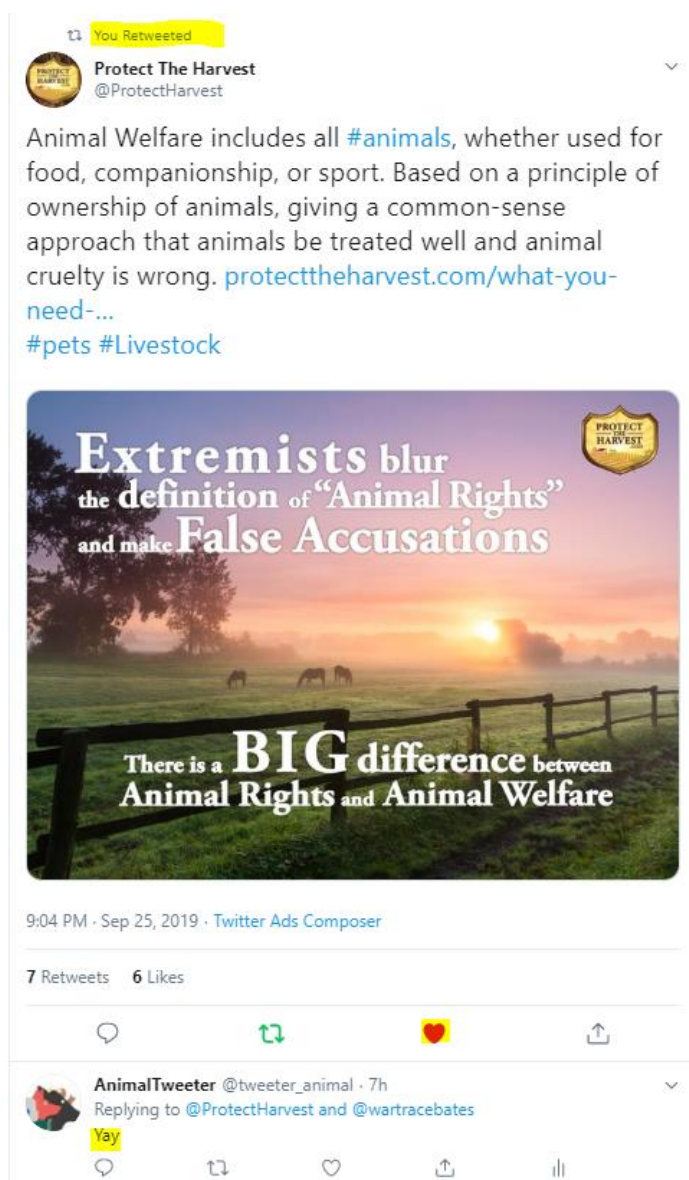 You Retweeted
PROTECT
THE
HARVEST
Protect The Harvest
@ProtectHarvest
Animal Welfare includes all #animals, whether used for
food, companionship, or sport. Based on a principle of
ownership of animals, giving a common-sense
approach that animals be treated well and animal
cruelty is wrong. protecttheharvest.com/what-you-
need-...
#pets #Livestock
PROTECT
THE
HARVEST
Extremists blur
the definition of “Animal Rights”
and make False Accusations
There is a BIG difference between
Animal Rights and Animal Welfare
9:04 PM · Sep 25, 2019 · Twitter Ads Composer
7 Retweets 6 Likes
AnimalTweeter @tweeter_animal · 7h
Replying to @ProtectHarvest and @wartracebates
Yay